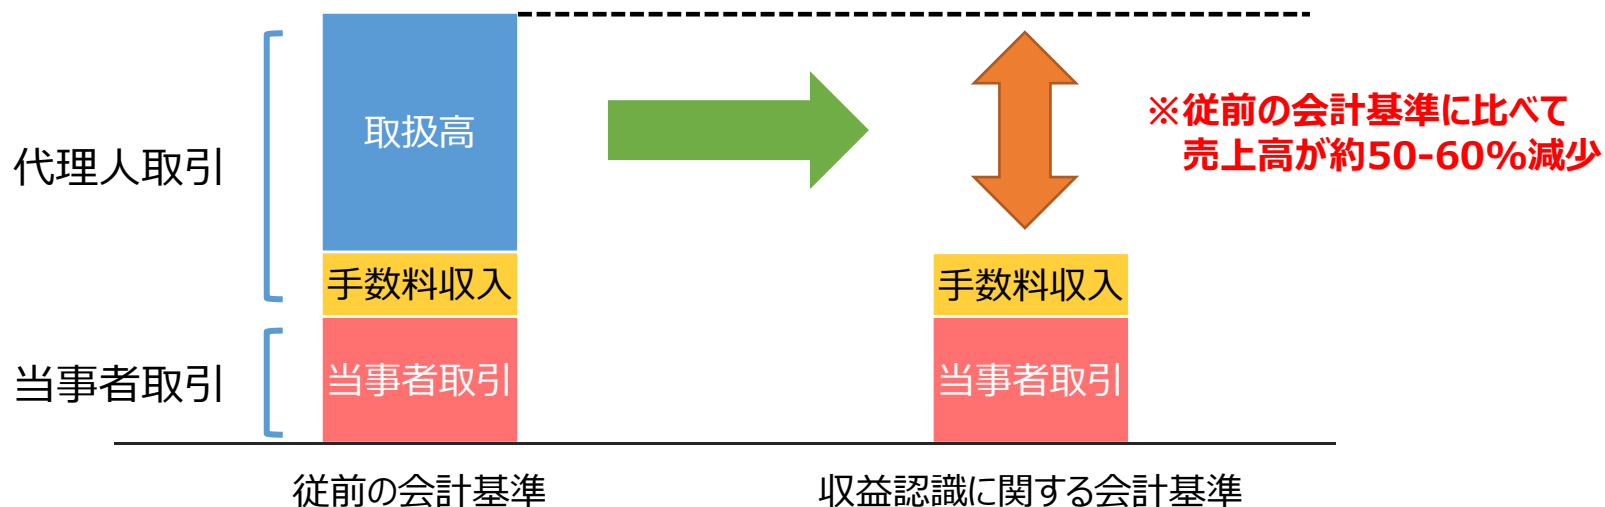 代理人取引
当事者取引
取扱高
手数料収入
当事者取引
手数料収入
当事者取引
※従前の会計基準に比べて
売上高が約50-60%減少
従前の会計基準
収益認識に関する会計基準